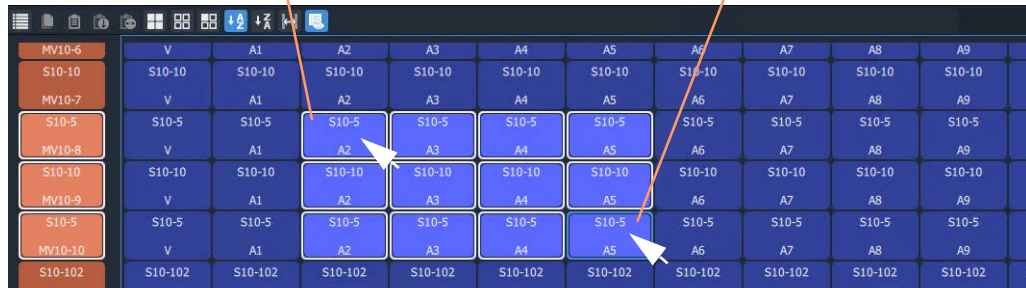 MV10-6 V A1 A2 A3 A4 A5 A6 A7 A8 A9
S10-10 S10-10 S10-10 S10-10 S10-10 S10-10 S10-10 S10-10 S10-10 S10-10 S10-10
MV10-7 V A1 A2 A3 A4 A5 A6 A7 A8 A9
S10-5 S10-5 S10-5 S10-5 S10-5 S10-5 S10-5 S10-5 S10-5 S10-5 S10-5
MV10-8 V A1 A2 A3 A4 A5 A6 A7 A8 A9
S10-10 S10-10 S10-10 S10-10 S10-10 S10-10 S10-10 S10-10 S10-10 S10-10 S10-10
MV10-9 V A1 A2 A3 A4 A5 A6 A7 A8 A9
S10-5 S10-5 S10-5 S10-5 S10-5 S10-5 S10-5 S10-5 S10-5 S10-5 S10-5
MV10-10 V A1 A2 A3 A4 A5 A6 A7 A8 A9
S10-102 S10-102 S10-102 S10-102 S10-102 S10-102 S10-102 S10-102 S10-102 S10-102 S10-102